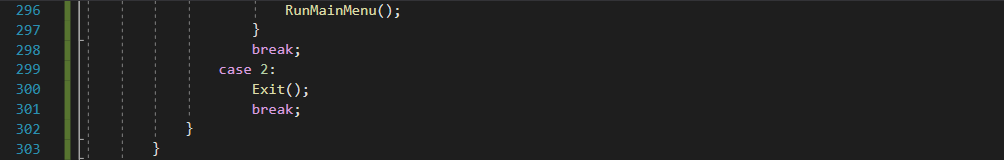 296 RunMainMenu();
297 }
298 break;
299 case 2:
300 Exit();
301 break;
302 }
303 }